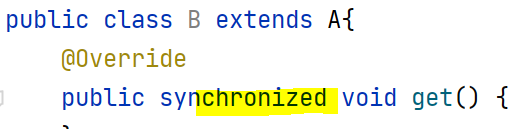 public class B extends A{
@Override
public synchronized void get() {